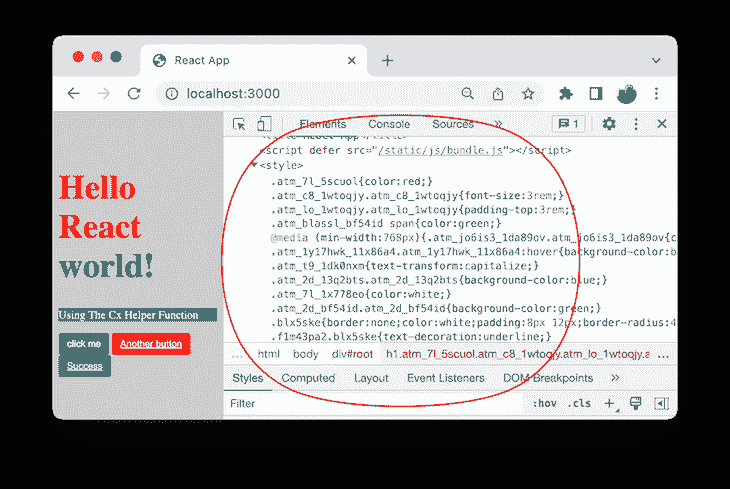 React App
localhost:3000
Hello
React
world!
Using The Cx Helper Function
click me
Another button
Success
Elements Console Sources 1
<script defer src="/static/js/bundle.js"></script>
<style>
.atm_7l_5scuol{color:red;}
.atm_c8_1wtoqjy.atm_c8_1wtoqjy{font-size:3rem;}
.atm_lo_1wtoqjy.atm_lo_1wtoqjy{padding-top:3rem;}
.atm_blassl_bf54id span{color:green;}
@media (min-width:768px){.atm_jo6is3_1da89ov.atm_jo6is3_1da89ov{c
.atm_1y17hwk_11x86a4.atm_1y17hwk_11x86a4:hover{background-color:b
.atm_t9_1dk0nxm{text-transform:capitalize;}
.atm_2d_13q2bts.atm_2d_13q2bts{background-color:blue;}
.atm_7l_1x778eo{color:white;}
.atm_2d_bf54id.atm_2d_bf54id{background-color:green;}
.blx5ske{border:none;color:white;padding:8px 12px;border-radius:4
.f1m43pa2.blx5ske{text-decoration:underline;}
... html body div#root h1.atm_7l_5scuol.atm_c8_1wtoqjy.atm_lo_1wtoqjy.a ...
Styles Computed Layout Event Listeners DOM Breakpoints
Filter :hov .cls